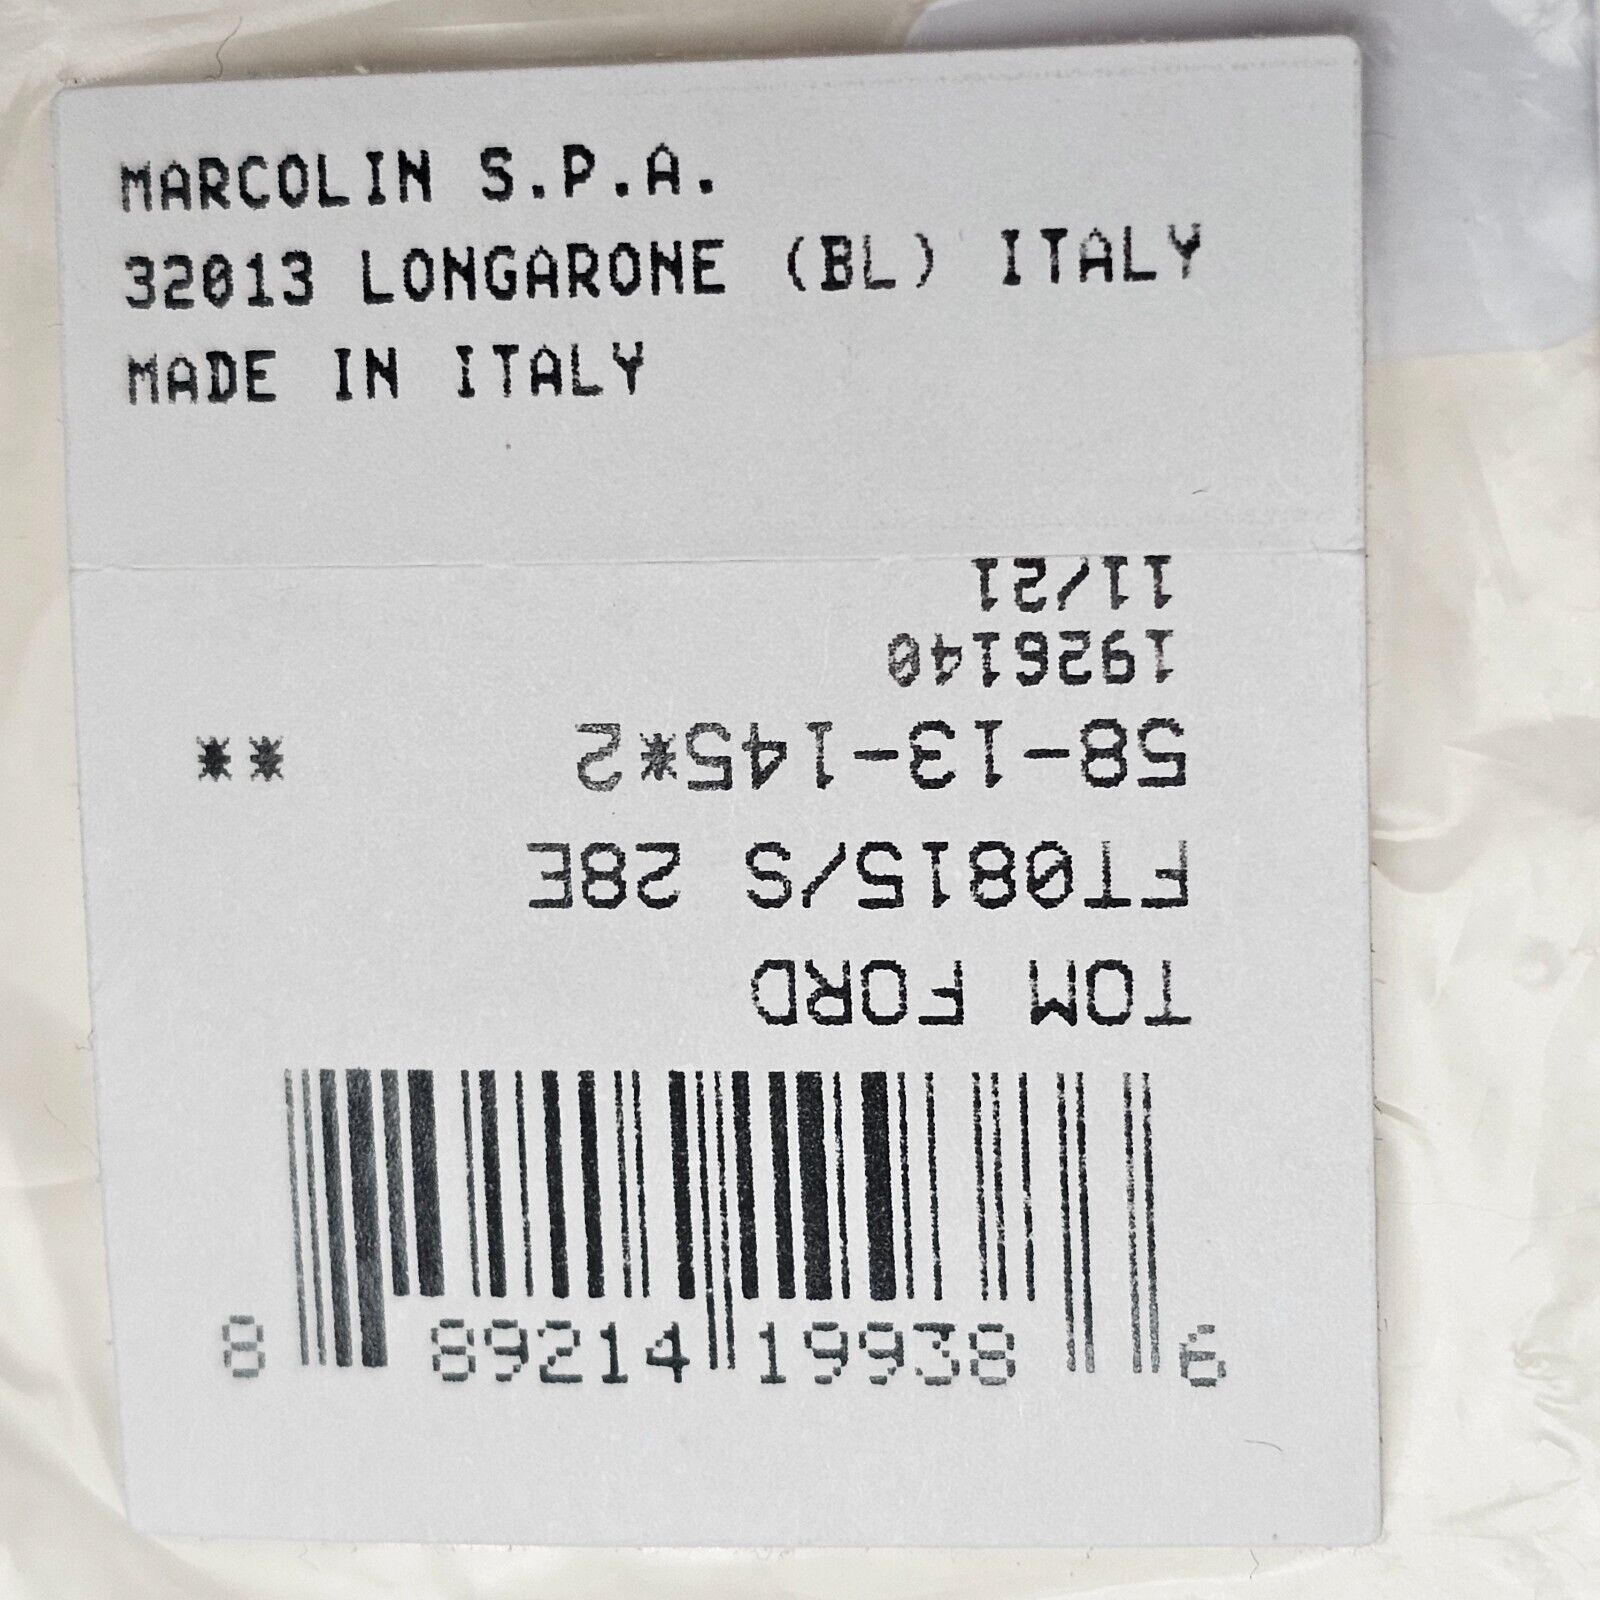 MARCOLIN S.P.A.
32013 LONGARONE (BL) ITALY
MADE IN ITALY
TOM FORD
FT0815/S 28E
58-13-145*2 **
1926140
11/21
8 89214 19938 6